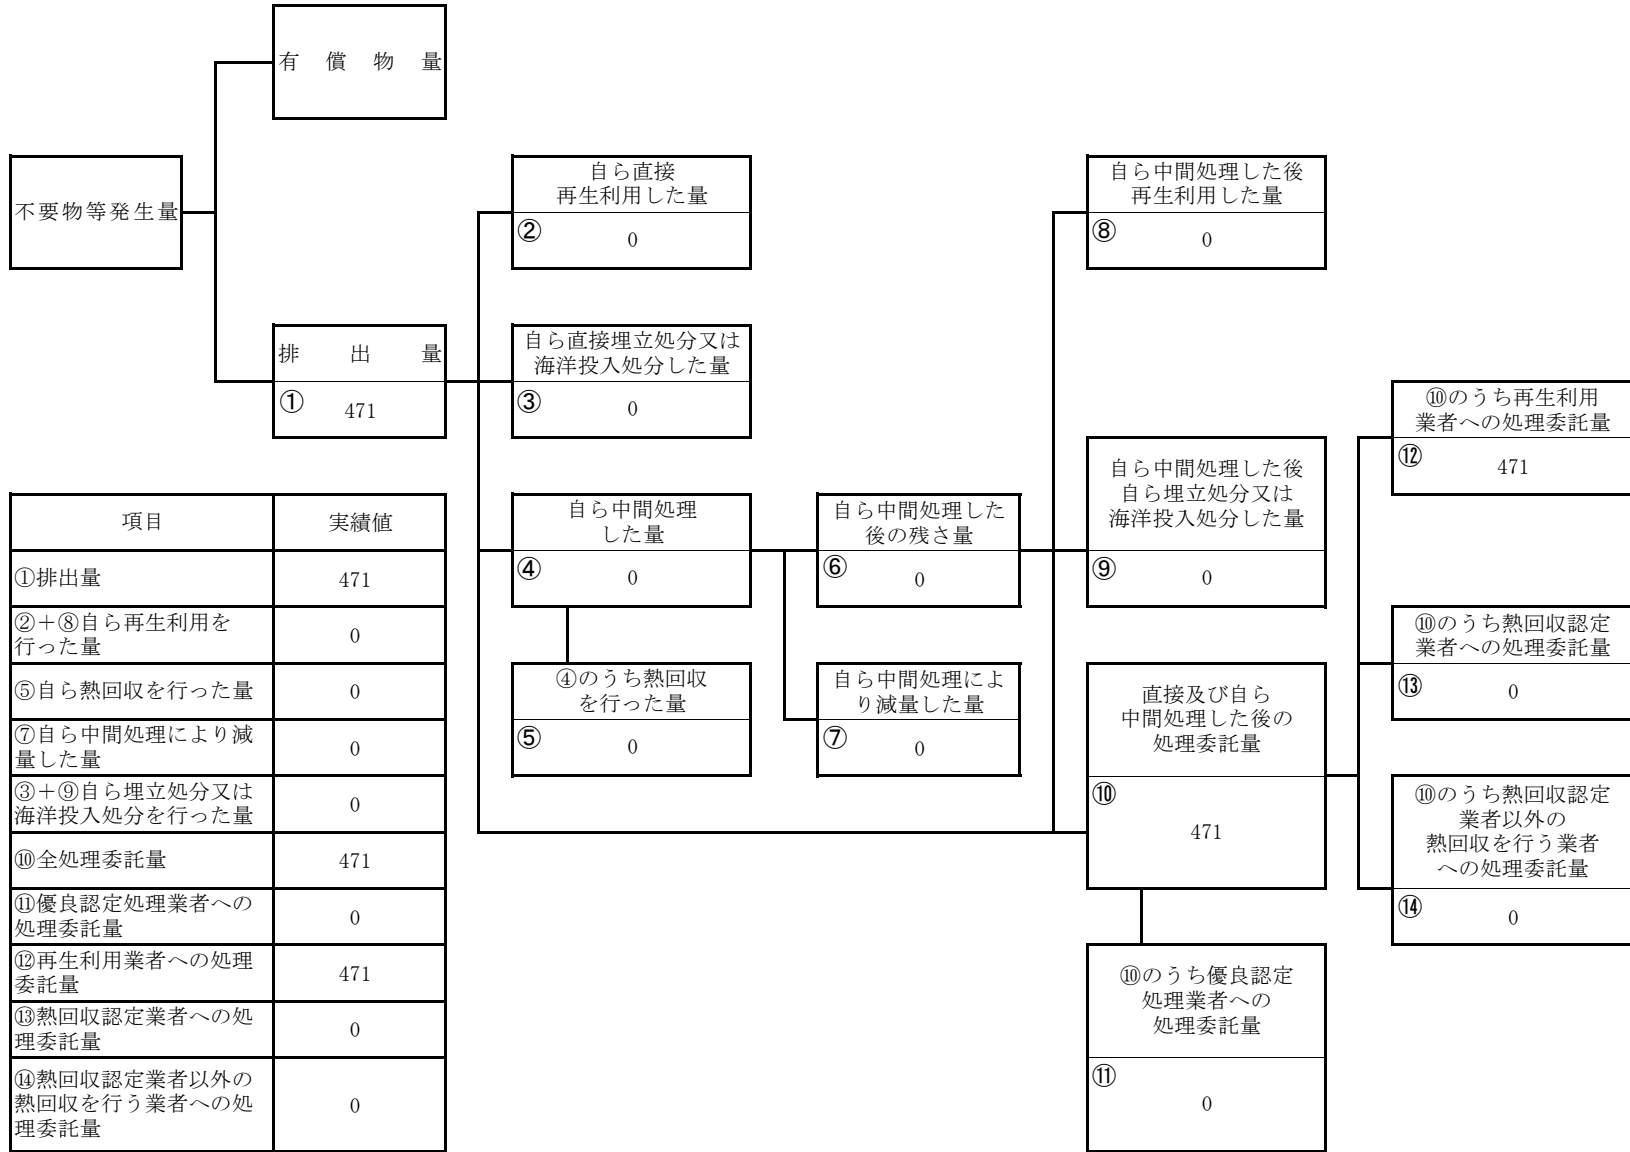 有償物量
不要物等発生量
排出量
①
471
自ら直接
再生利用した量
②
0
自ら直接埋立処分又は
海洋投入処分した量
③
0
自ら中間処理
した量
④
0
④のうち熱回収
を行った量
⑤
0
自ら中間処理した
後の残さ量
⑥
0
自ら中間処理によ
り減量した量
⑦
0
自ら中間処理した後
再生利用した量
⑧
0
自ら中間処理した後
自ら埋立処分又は
海洋投入処分した量
⑨
0
直接及び自ら
中間処理した後の
処理委託量
⑩
471
⑩のうち優良認定
処理業者への
処理委託量
⑪
0
⑩のうち再生利用
業者への処理委託量
⑫
471
⑩のうち熱回収認定
業者への処理委託量
⑬
0
⑩のうち熱回収認定
業者以外の
熱回収を行う業者
への処理委託量
⑭
0
項目 実績値
①排出量 471
②+⑧自ら再生利用を
行った量 0
⑤自ら熱回収を行った量 0
⑦自ら中間処理により減
量した量 0
③+⑨自ら埋立処分又は
海洋投入処分を行った量 0
⑩全処理委託量 471
⑪優良認定処理業者への
処理委託量 0
⑫再生利用業者への処理
委託量 471
⑬熱回収認定業者への処
理委託量 0
⑭熱回収認定業者以外の
熱回収を行う業者への処
理委託量 0